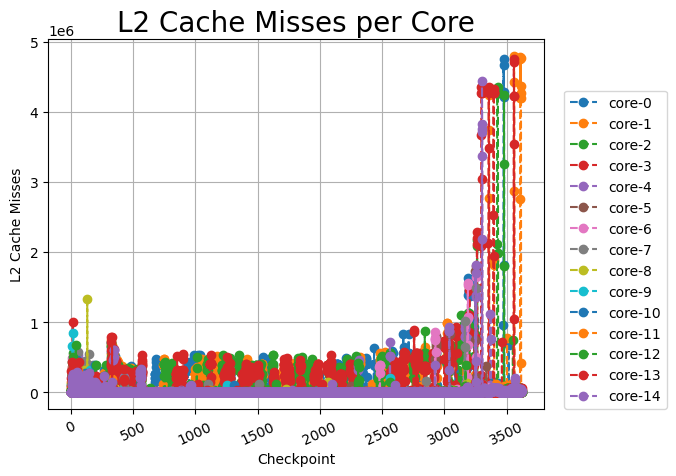 L2 Cache Misses per Core
1e6
5
4
3
2
1
0
L2 Cache Misses
0 500 1000 1500 2000 2500 3000 3500
Checkpoint
core-0
core-1
core-2
core-3
core-4
core-5
core-6
core-7
core-8
core-9
core-10
core-11
core-12
core-13
core-14